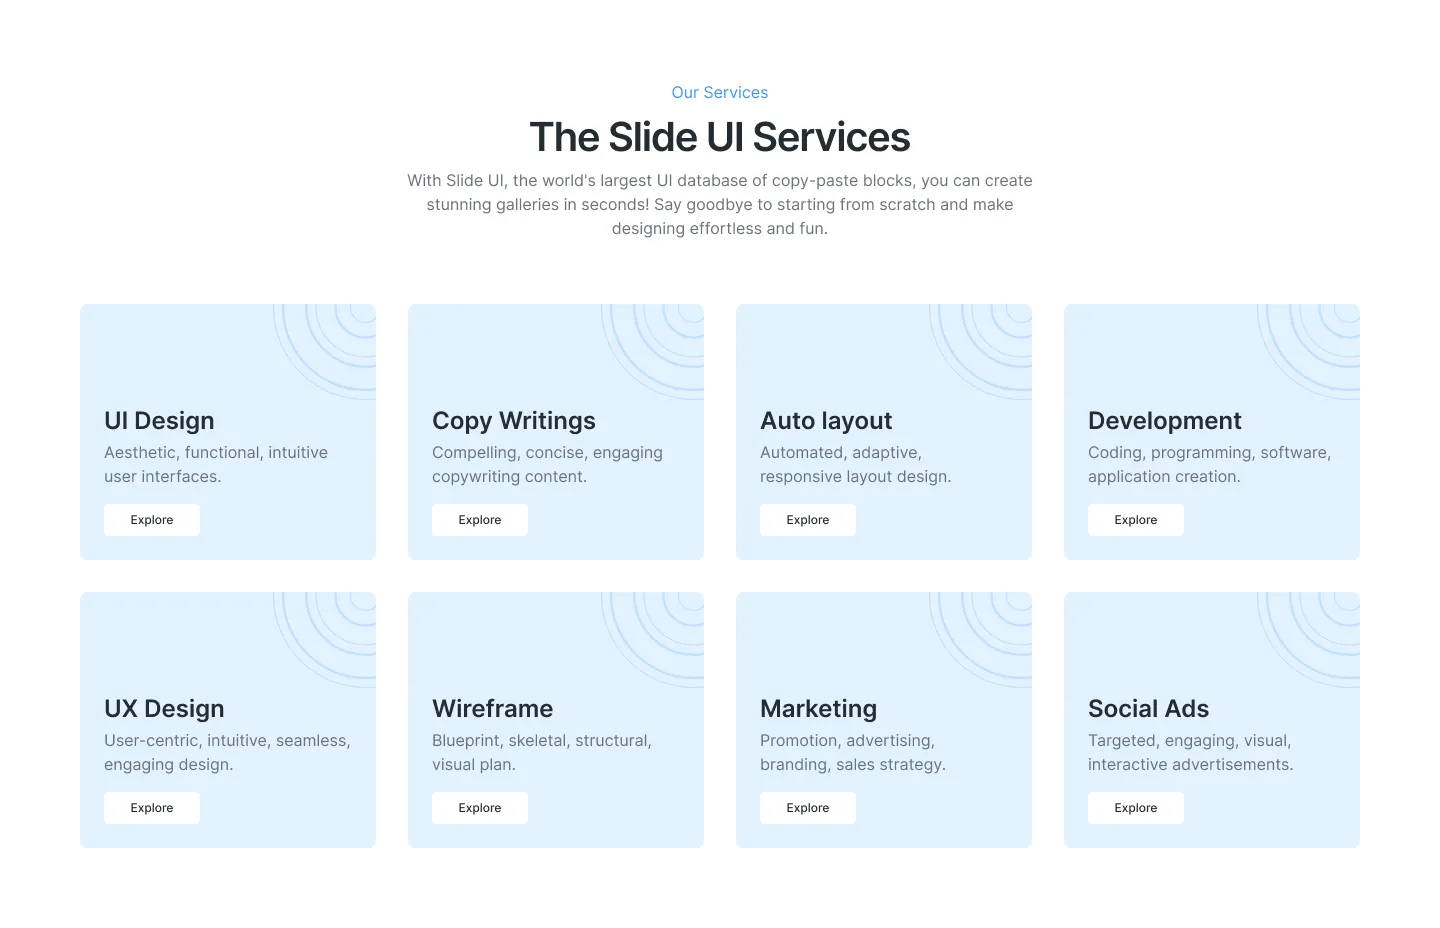 Our Services
The Slide UI Services
With Slide UI, the world's largest UI database of copy-paste blocks, you can create
stunning galleries in seconds! Say goodbye to starting from scratch and make
designing effortless and fun.
UI Design
Aesthetic, functional, intuitive
user interfaces.
Explore
Copy Writings
Compelling, concise, engaging
copywriting content.
Explore
Auto layout
Automated, adaptive,
responsive layout design.
Explore
Development
Coding, programming, software,
application creation.
Explore
UX Design
User-centric, intuitive, seamless,
engaging design.
Explore
Wireframe
Blueprint, skeletal, structural,
visual plan.
Explore
Marketing
Promotion, advertising,
branding, sales strategy.
Explore
Social Ads
Targeted, engaging, visual,
interactive advertisements.
Explore